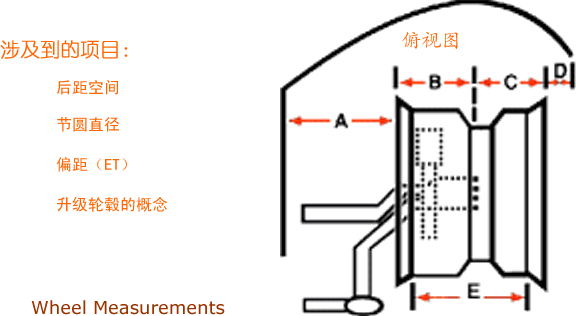 涉及到的项目：
后距空间
节圆直径
偏距（ET）
升级轮毂的概念
Wheel Measurements
俯视图
A
B
C
D
E